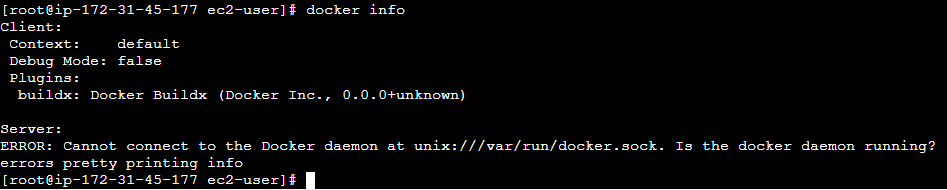 [root@ip-172-31-45-177 ec2-user]# docker info
Client:
 Context:    default
 Debug Mode: false
 Plugins:
  buildx: Docker Buildx (Docker Inc., 0.0.0+unknown)

Server:
ERROR: Cannot connect to the Docker daemon at unix:///var/run/docker.sock. Is the docker daemon running?
errors pretty printing info
[root@ip-172-31-45-177 ec2-user]#